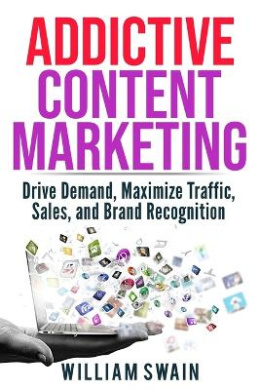 ADDICTIVE
CONTENT
MARKETING
Drive Demand, Maximize Traffic,
Sales, and Brand Recognition
WILLIAM SWAIN